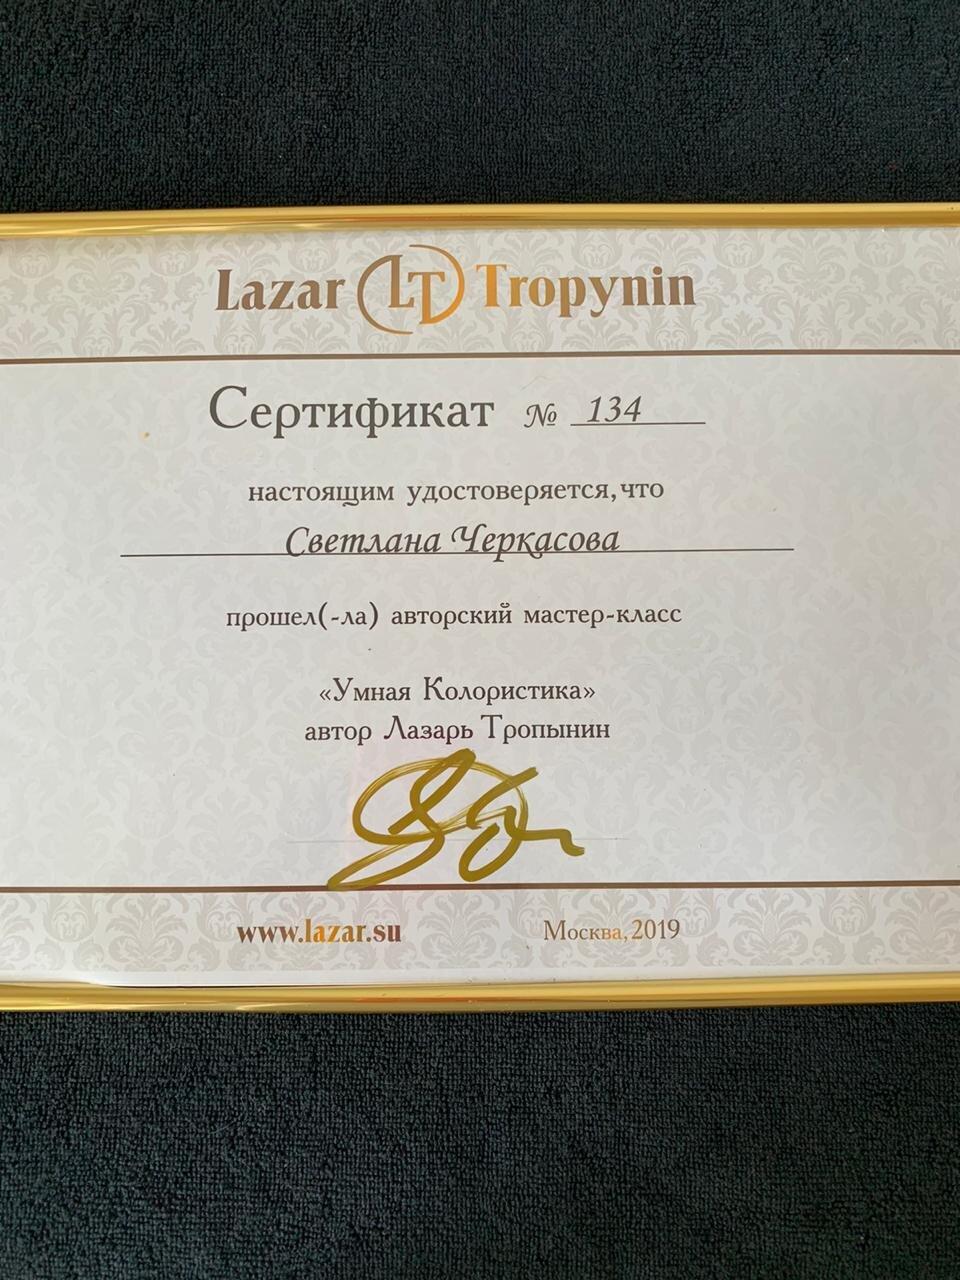 Lazar LT Tropynin
Сертификат № 134
настоящим удостоверяется,что
Светлана Черкасова
прошел(-ла) авторский мастер-класс
«Умная Колористика»
автор Лазарь Тропынин
www.lazar.su Москва,2019